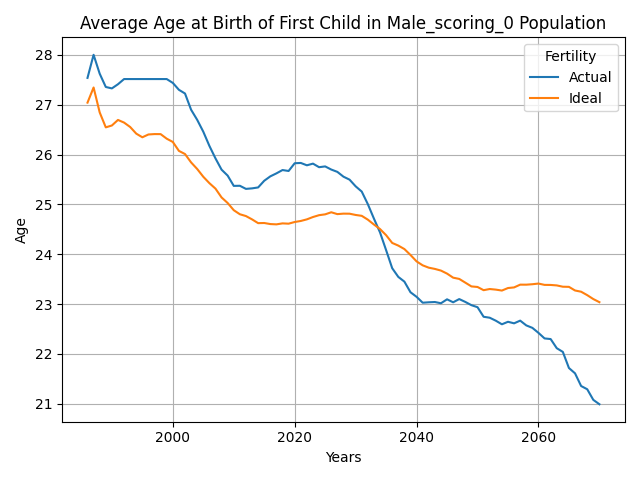 Average Age at Birth of First Child in Male_scoring_0 Population
Fertility
Actual
Ideal
28
27
26
25
24
23
22
21
Age
2000
2020
2040
2060
Years